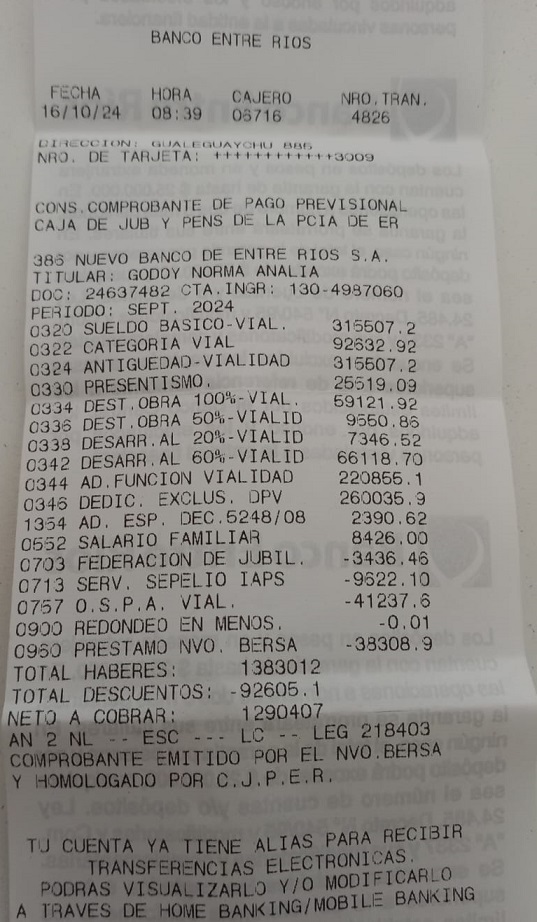 BANCO ENTRE RIOS
FECHA HORA CAJERO NRO.TRAN.
16/10/24 08:39 06716 4826
DIRECCION: GUALEGUAYCHU 886
NRO. DE TARJETA: ++++++++++++3009
CONS.COMPROBANTE DE PAGO PREVISIONAL
CAJA DE JUB Y PENS DE LA PCIA DE ER
386 NUEVO BANCO DE ENTRE RIOS S.A.
TITULAR: GODOY NORMA ANALIA
DOC: 24637482 CTA.INGR: 130-4987060
PERIODO: SEPT. 2024
0320 SUELDO BASICO-VIAL. 315507.2
0322 CATEGORIA VIAL 92632.92
0324 ANTIGUEDAD-VIALIDAD 315507.2
0330 PRESENTISMO. 25519.09
0334 DEST.OBRA 100%-VIAL. 59121.92
0336 DEST.OBRA 50%-VIALID 9550.86
0338 DESARR.AL 20%-VIALID 7346.52
0342 DESARR.AL 60%-VIALID 66118.70
0344 AD.FUNCION VIALIDAD 220855.1
0346 DEDIC. EXCLUS. DPV 260035.9
1354 AD. ESP. DEC.5248/08 2390.62
0552 SALARIO FAMILIAR 8426.00
0703 FEDERACION DE JUBIL. -3436.46
0713 SERV. SEPELIO IAPS -9622.10
0757 O.S.P.A. VIAL. -41237.6
0900 REDONDEO EN MENOS. -0.01
0960 PRESTAMO NVO. BERSA -38308.9
TOTAL HABERES: 1383012
TOTAL DESCUENTOS: -92605.1
NETO A COBRAR: 1290407
AN 2 NL -- ESC --- LC -- LEG 218403
COMPROBANTE EMITIDO POR EL NVO.BERSA
Y HOMOLOGADO POR C.J.P.E.R.
TU CUENTA YA TIENE ALIAS PARA RECIBIR
TRANSFERENCIAS ELECTRONICAS.
PODRAS VISUALIZARLO Y/O MODIFICARLO
A TRAVES DE HOME BANKING/MOBILE BANKING